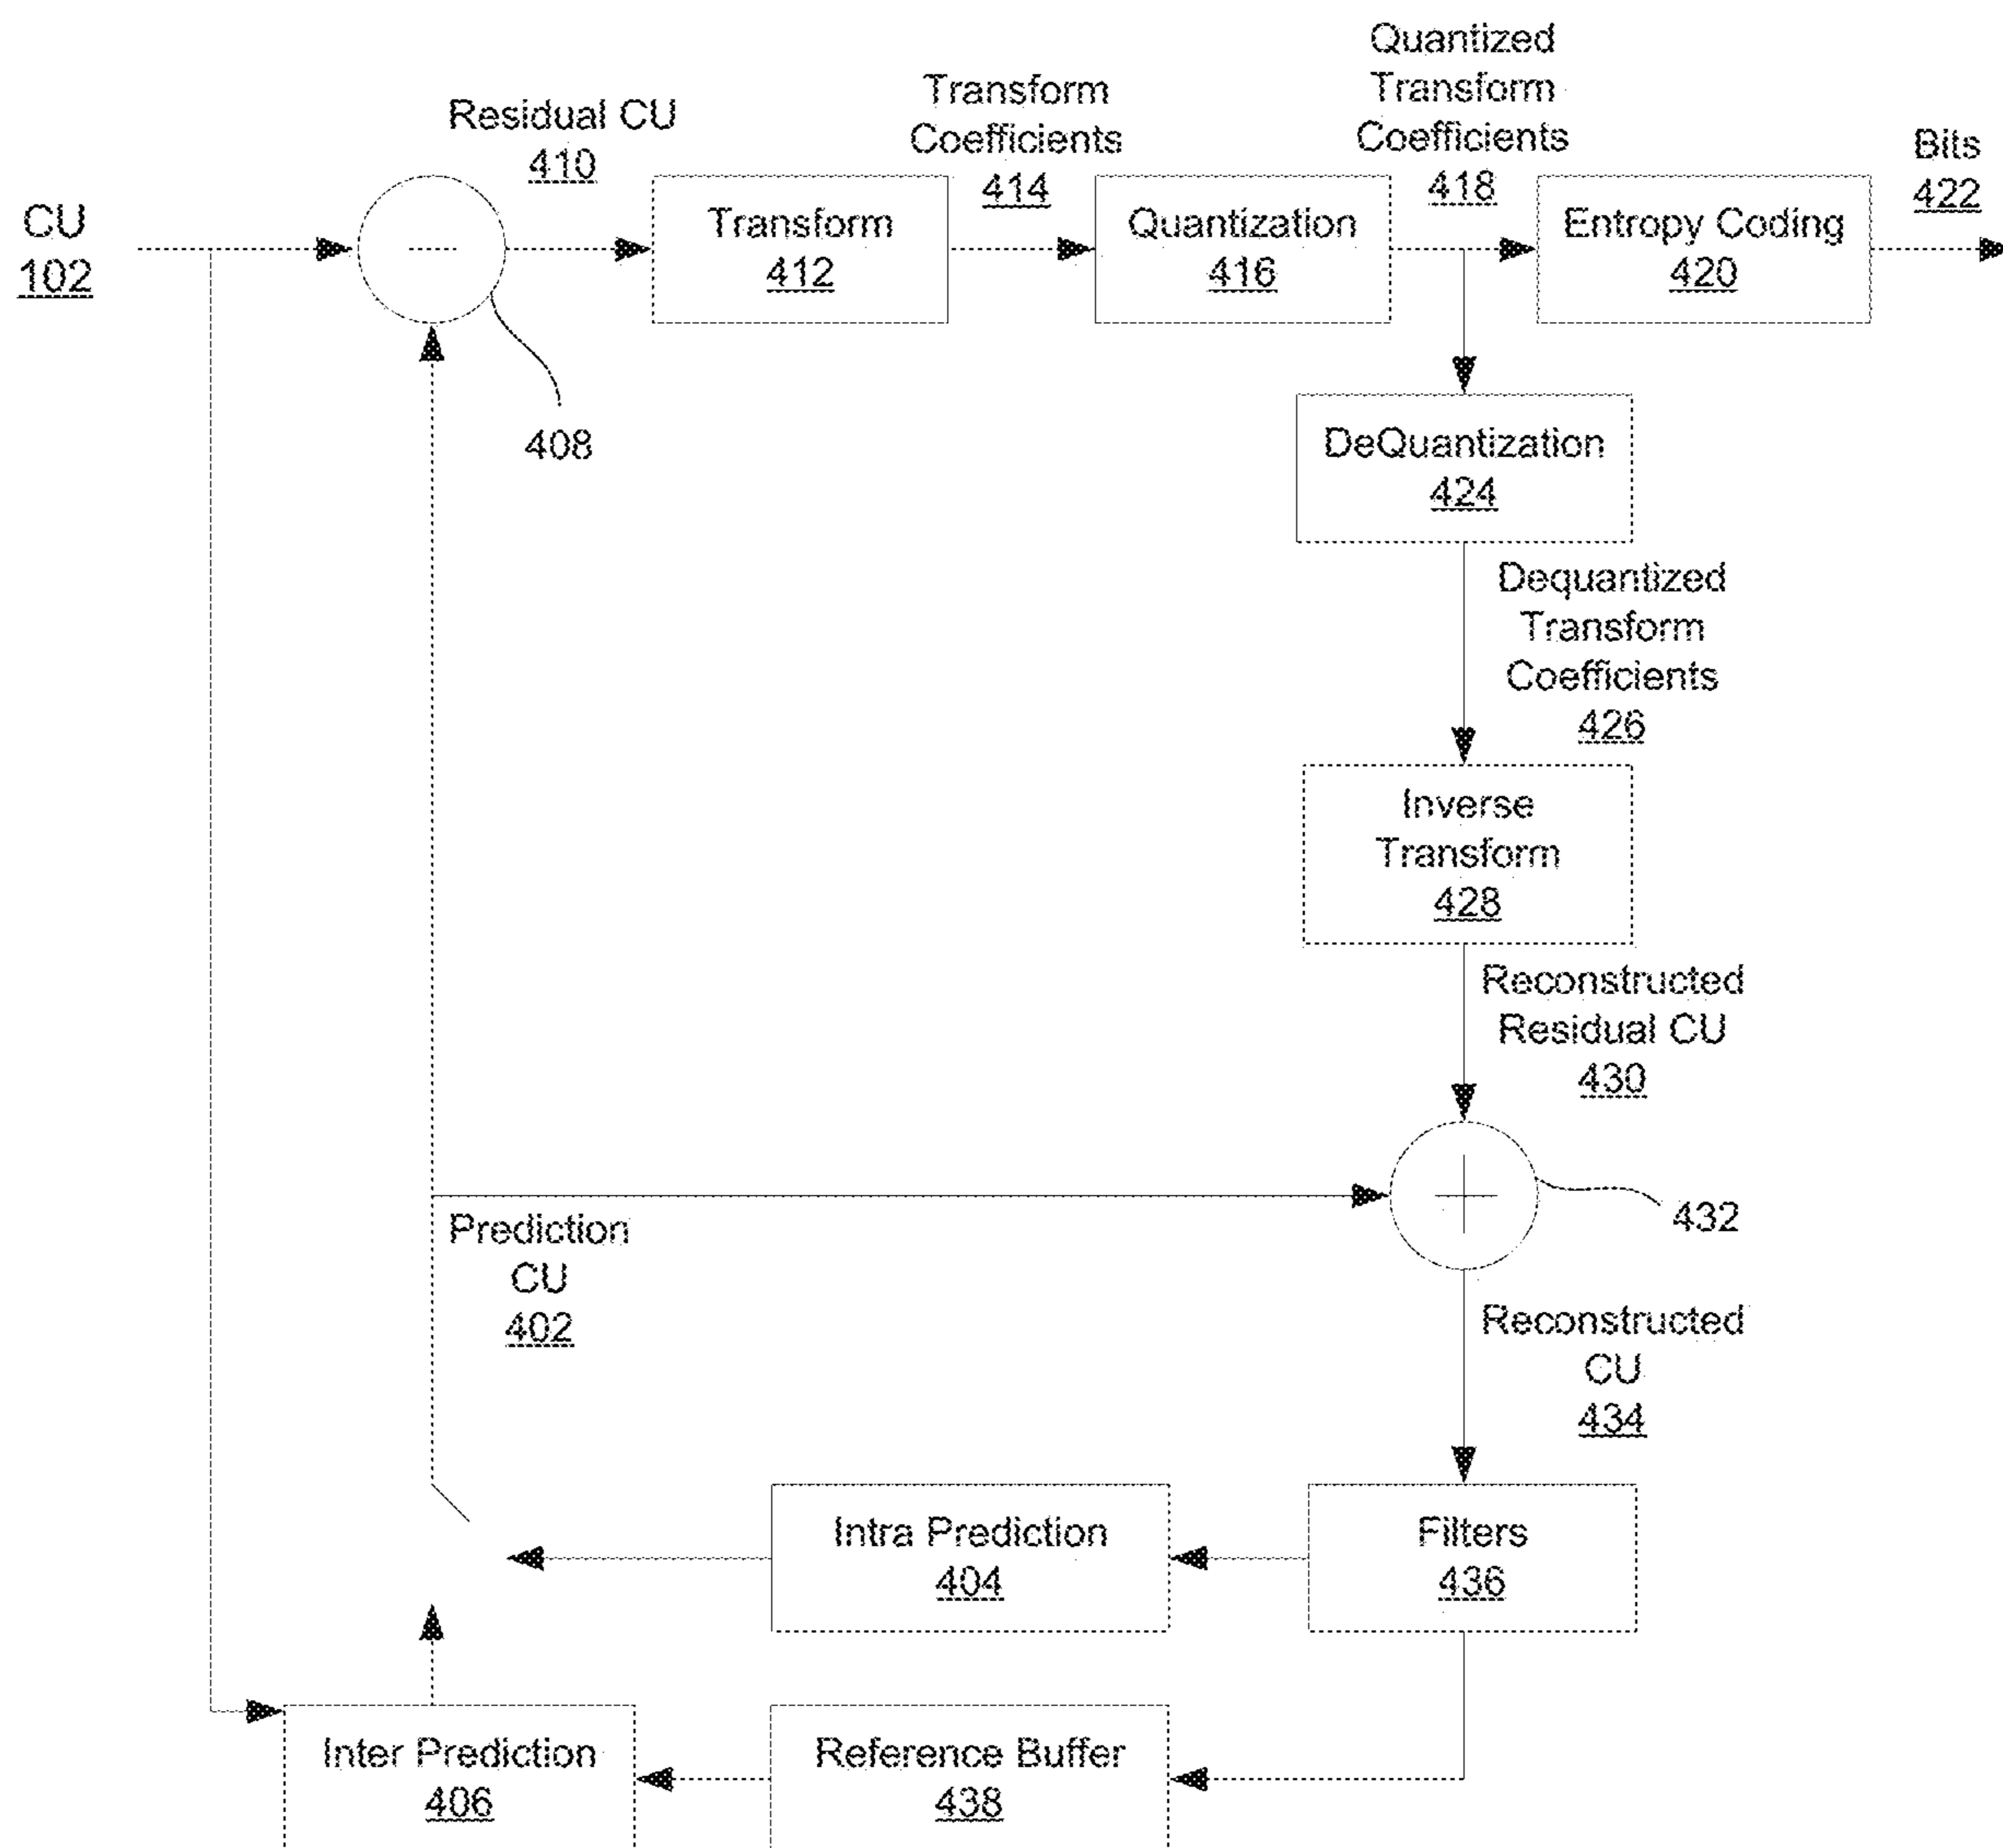 CU
102
Residual CU
410
Transform
412
Transform
Coefficients
414
Quantization
416
Quantized
Transform
Coefficients
418
Entropy Coding
420
Bits
422
408
DeQuantization
424
Dequantized
Transform
Coefficients
426
Inverse
Transform
428
Reconstructed
Residual CU
430
432
Prediction
CU
402
Reconstructed
CU
434
Intra Prediction
404
Filters
436
Inter Prediction
406
Reference Buffer
438